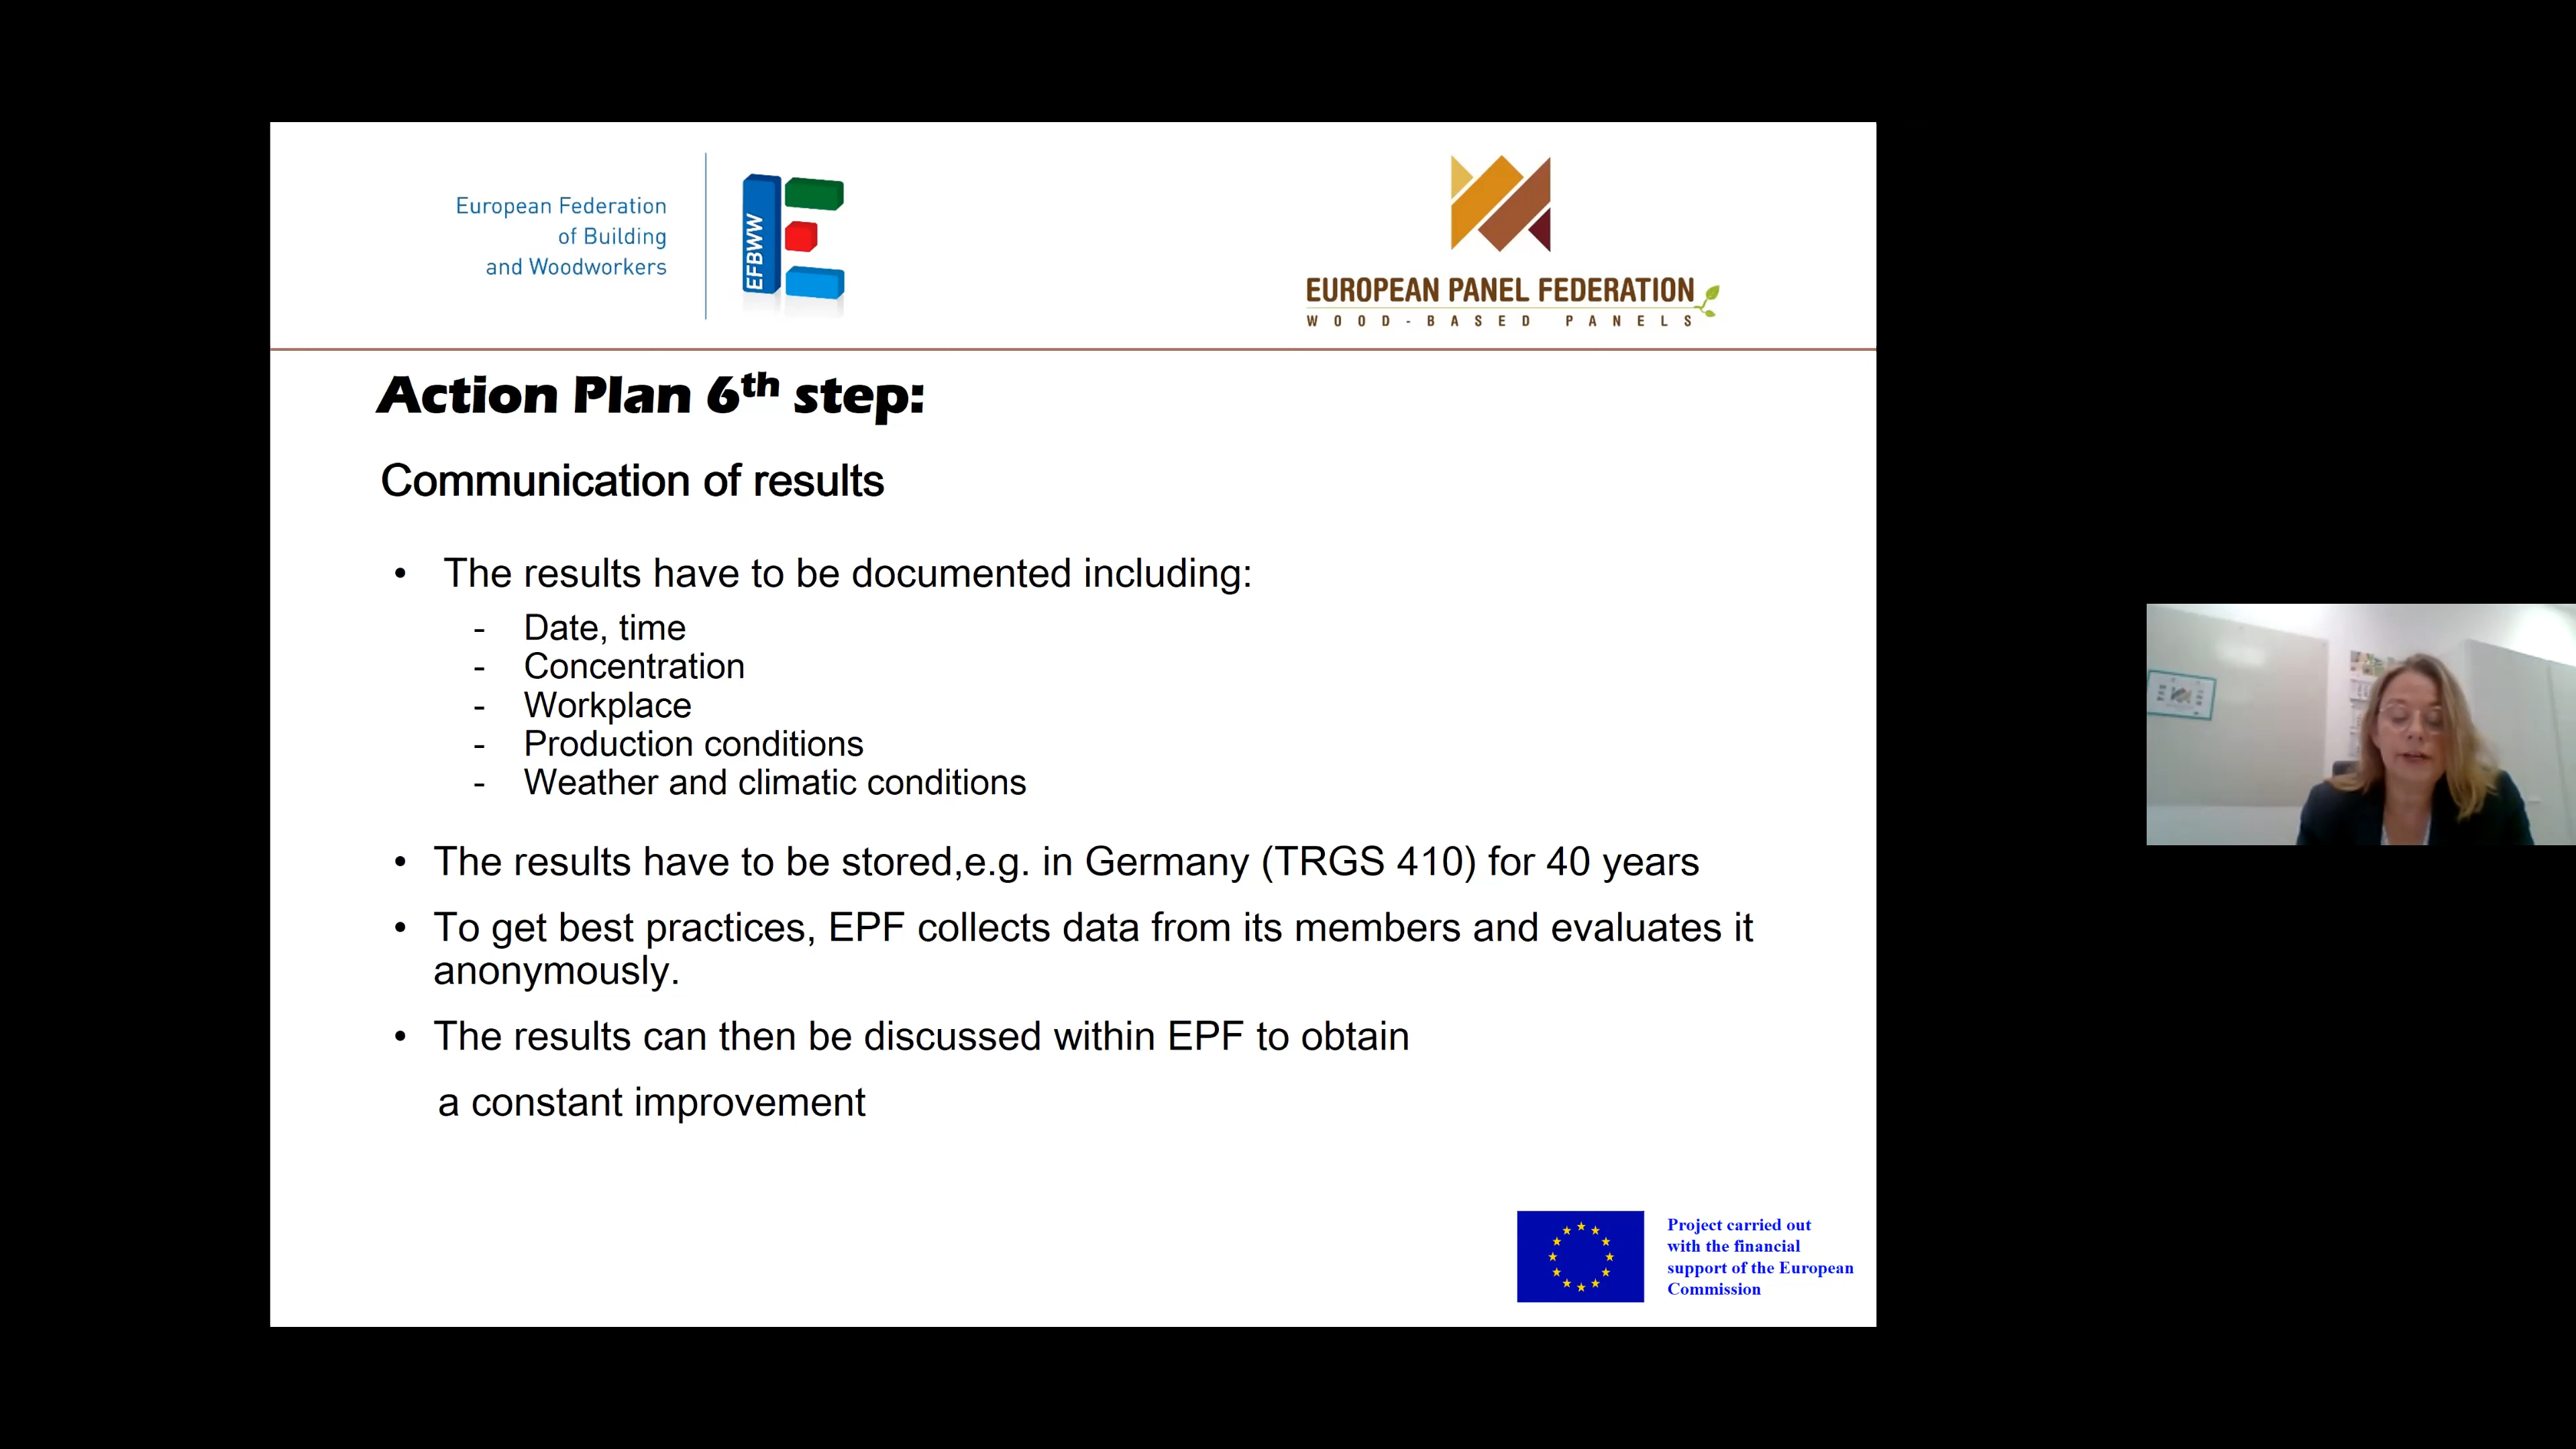 European Federation
of Building
and Woodworkers
EFBWW
EUROPEAN PANEL FEDERATION
WOOD-BASED PANELS
Action Plan 6th step:
Communication of results
• The results have to be documented including:
- Date, time
- Concentration
- Workplace
- Production conditions
- Weather and climatic conditions
• The results have to be stored,e.g. in Germany (TRGS 410) for 40 years
• To get best practices, EPF collects data from its members and evaluates it
anonymously.
• The results can then be discussed within EPF to obtain
a constant improvement
Project carried out
with the financial
support of the European
Commission